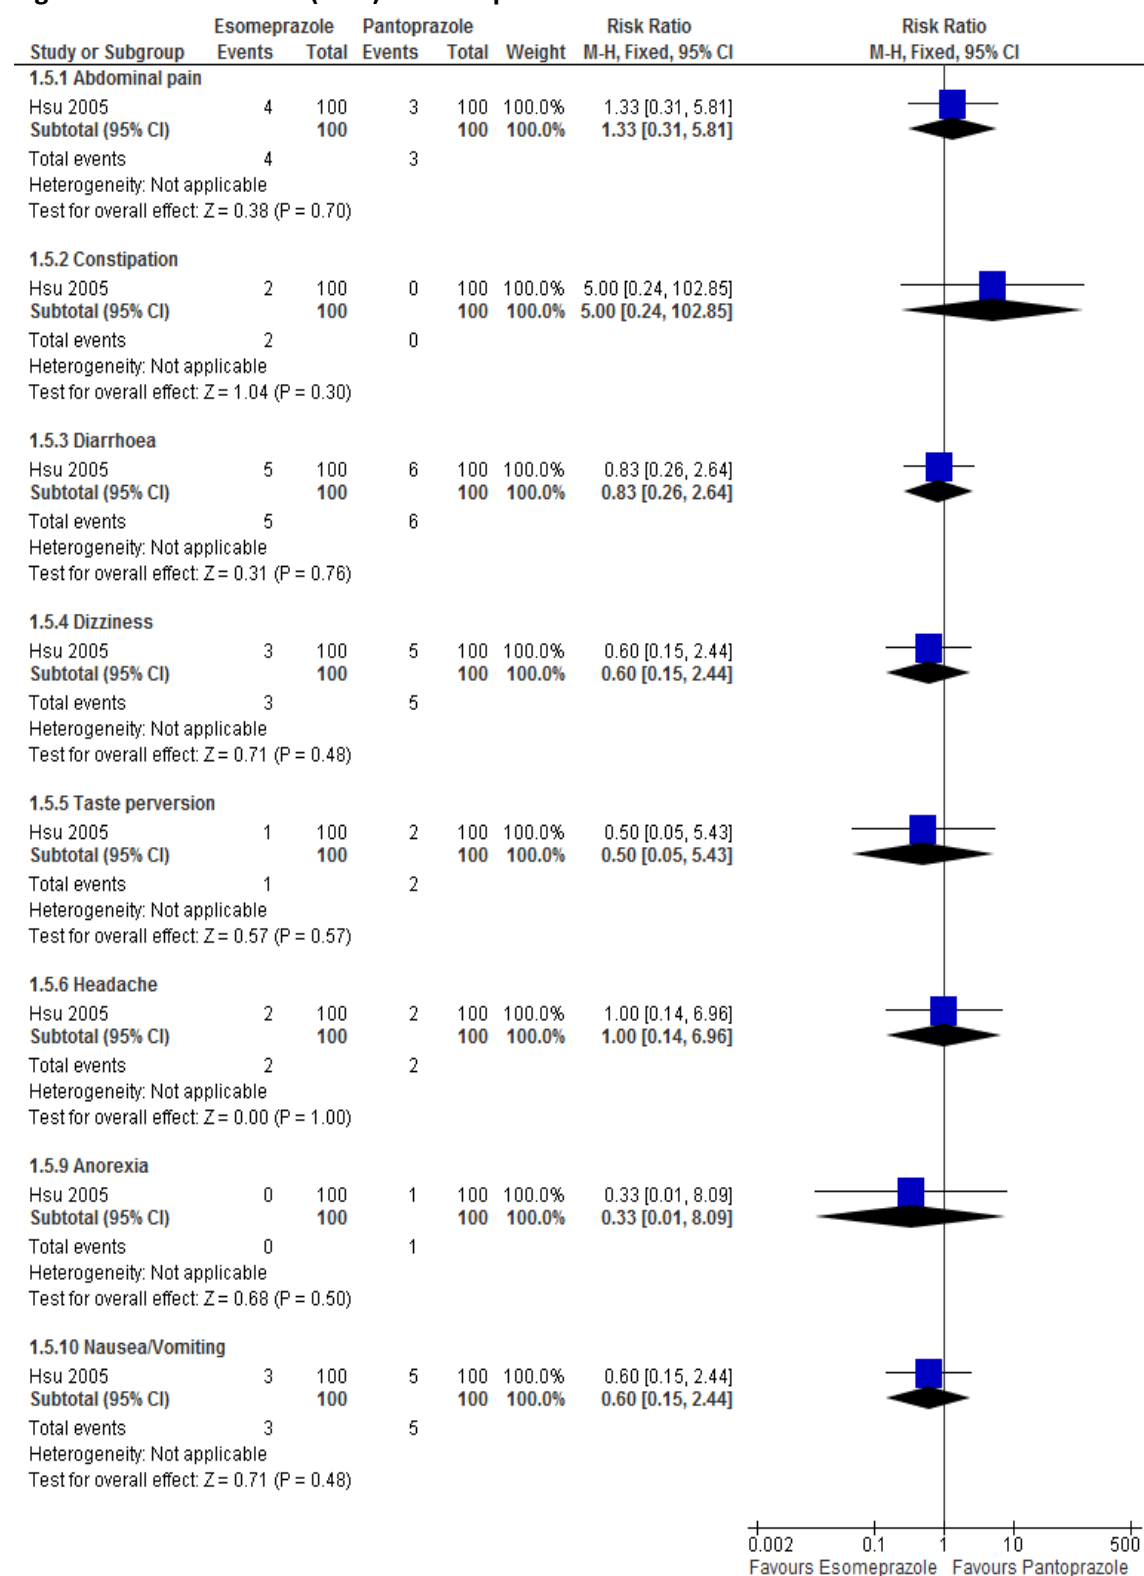 Esomeprazole Pantoprazole Risk Ratio Risk Ratio
Study or Subgroup Events Total Events Total Weight M-H, Fixed, 95% CI M-H, Fixed, 95% CI
1.5.1 Abdominal pain
Hsu 2005 4 100 3 100 100.0% 1.33 [0.31, 5.81]
Subtotal (95% CI) 100 100 100.0% 1.33 [0.31, 5.81]
Total events 4 3
Heterogeneity: Not applicable
Test for overall effect: Z = 0.38 (P = 0.70)
1.5.2 Constipation
Hsu 2005 2 100 0 100 100.0% 5.00 [0.24, 102.85]
Subtotal (95% CI) 100 100 100.0% 5.00 [0.24, 102.85]
Total events 2 0
Heterogeneity: Not applicable
Test for overall effect: Z = 1.04 (P = 0.30)
1.5.3 Diarrhoea
Hsu 2005 5 100 6 100 100.0% 0.83 [0.26, 2.64]
Subtotal (95% CI) 100 100 100.0% 0.83 [0.26, 2.64]
Total events 5 6
Heterogeneity: Not applicable
Test for overall effect: Z = 0.31 (P = 0.76)
1.5.4 Dizziness
Hsu 2005 3 100 5 100 100.0% 0.60 [0.15, 2.44]
Subtotal (95% CI) 100 100 100.0% 0.60 [0.15, 2.44]
Total events 3 5
Heterogeneity: Not applicable
Test for overall effect: Z = 0.71 (P = 0.48)
1.5.5 Taste perversion
Hsu 2005 1 100 2 100 100.0% 0.50 [0.05, 5.43]
Subtotal (95% CI) 100 100 100.0% 0.50 [0.05, 5.43]
Total events 1 2
Heterogeneity: Not applicable
Test for overall effect: Z = 0.57 (P = 0.57)
1.5.6 Headache
Hsu 2005 2 100 2 100 100.0% 1.00 [0.14, 6.96]
Subtotal (95% CI) 100 100 100.0% 1.00 [0.14, 6.96]
Total events 2 2
Heterogeneity: Not applicable
Test for overall effect: Z = 0.00 (P = 1.00)
1.5.9 Anorexia
Hsu 2005 0 100 1 100 100.0% 0.33 [0.01, 8.09]
Subtotal (95% CI) 100 100 100.0% 0.33 [0.01, 8.09]
Total events 0 1
Heterogeneity: Not applicable
Test for overall effect: Z = 0.68 (P = 0.50)
1.5.10 Nausea/Vomiting
Hsu 2005 3 100 5 100 100.0% 0.60 [0.15, 2.44]
Subtotal (95% CI) 100 100 100.0% 0.60 [0.15, 2.44]
Total events 3 5
Heterogeneity: Not applicable
Test for overall effect: Z = 0.71 (P = 0.48)
0.002 0.1 1 10 500
Favours Esomeprazole Favours Pantoprazole